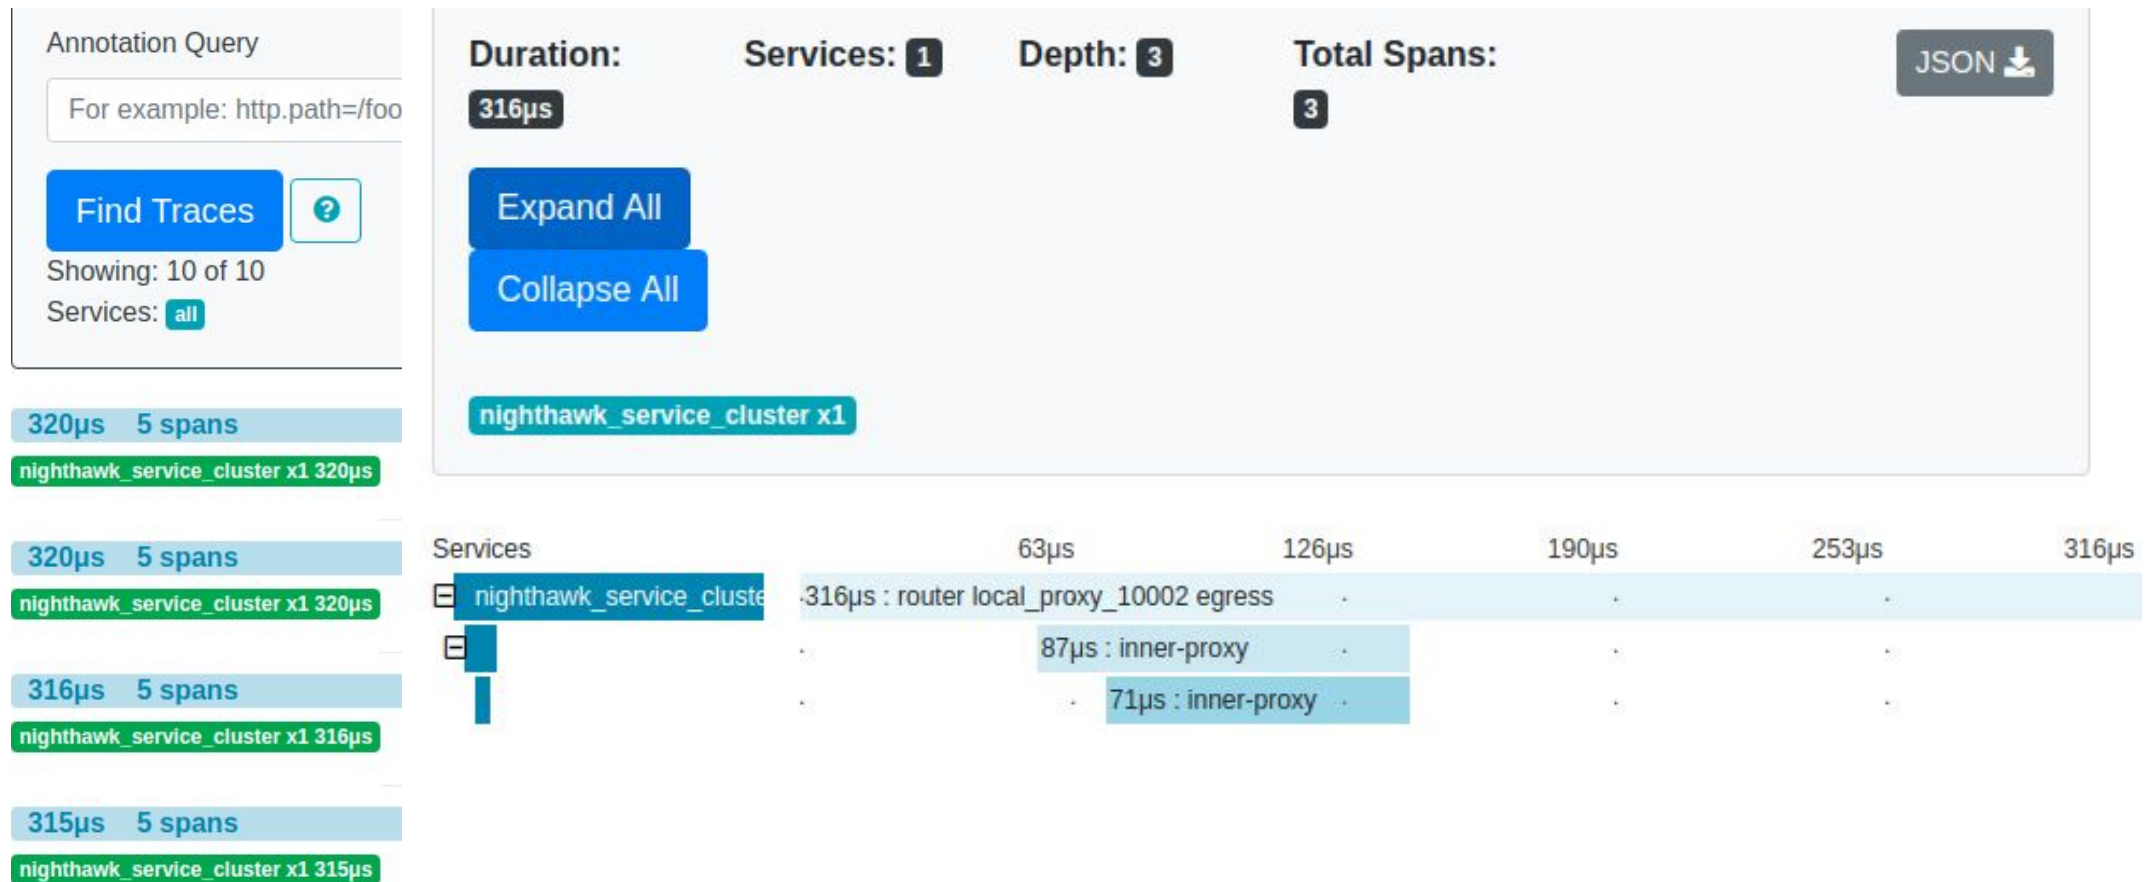 Annotation Query
For example: http.path=/foo
Find Traces
Showing: 10 of 10
Services: all
320μs 5 spans
nighthawk_service_cluster x1 320μs
320μs 5 spans
nighthawk_service_cluster x1 320μs
316μs 5 spans
nighthawk_service_cluster x1 316μs
315μs 5 spans
nighthawk_service_cluster x1 315μs
Duration: Services: 1 Depth: 3 Total Spans:
316μs 3
JSON
Expand All
Collapse All
nighthawk_service_cluster x1
Services 63μs 126μs 190μs 253μs 316μs
nighthawk_service_cluste 316μs : router local_proxy_10002 egress
87μs : inner-proxy
71μs : inner-proxy